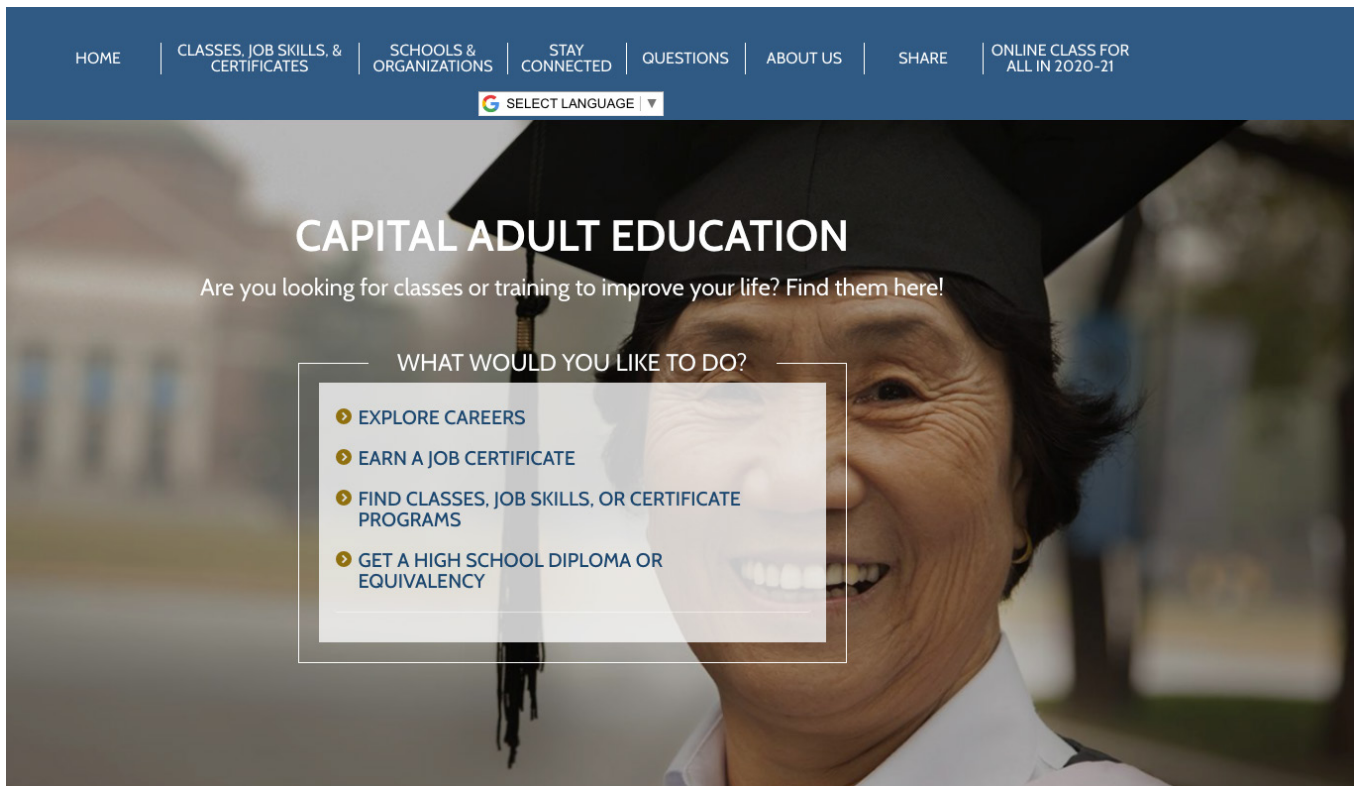 HOME
CLASSES, JOB SKILLS, &
CERTIFICATES
SCHOOLS &
ORGANIZATIONS
STAY
CONNECTED
QUESTIONS
ABOUT US
SHARE
ONLINE CLASS FOR
ALL IN 2020-21
SELECT LANGUAGE
CAPITAL ADULT EDUCATION
Are you looking for classes or training to improve your life? Find them here!
WHAT WOULD YOU LIKE TO DO?
EXPLORE CAREERS
EARN A JOB CERTIFICATE
FIND CLASSES, JOB SKILLS, OR CERTIFICATE
PROGRAMS
GET A HIGH SCHOOL DIPLOMA OR
EQUIVALENCY